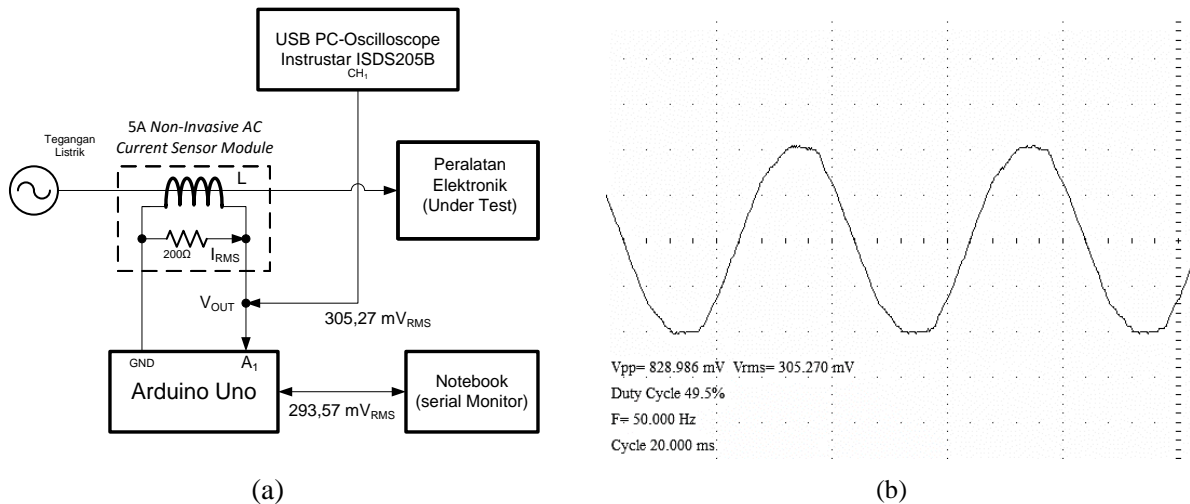 USB PC-Oscilloscope
Instrustar ISDS205B
CH1
Tegangan
Listrik
5A Non-Invasive AC
Current Sensor Module
L
200Ω
IRMS
Peralatan
Elektronik
(Under Test)
VOUT
305,27 mVRMS
GND
A1
Arduino Uno
293,57 mVRMS
Notebook
(serial Monitor)
(a)
Vpp= 828.986 mV Vrms= 305.270 mV
Duty Cycle 49.5%
F= 50.000 Hz
Cycle 20.000 ms
(b)